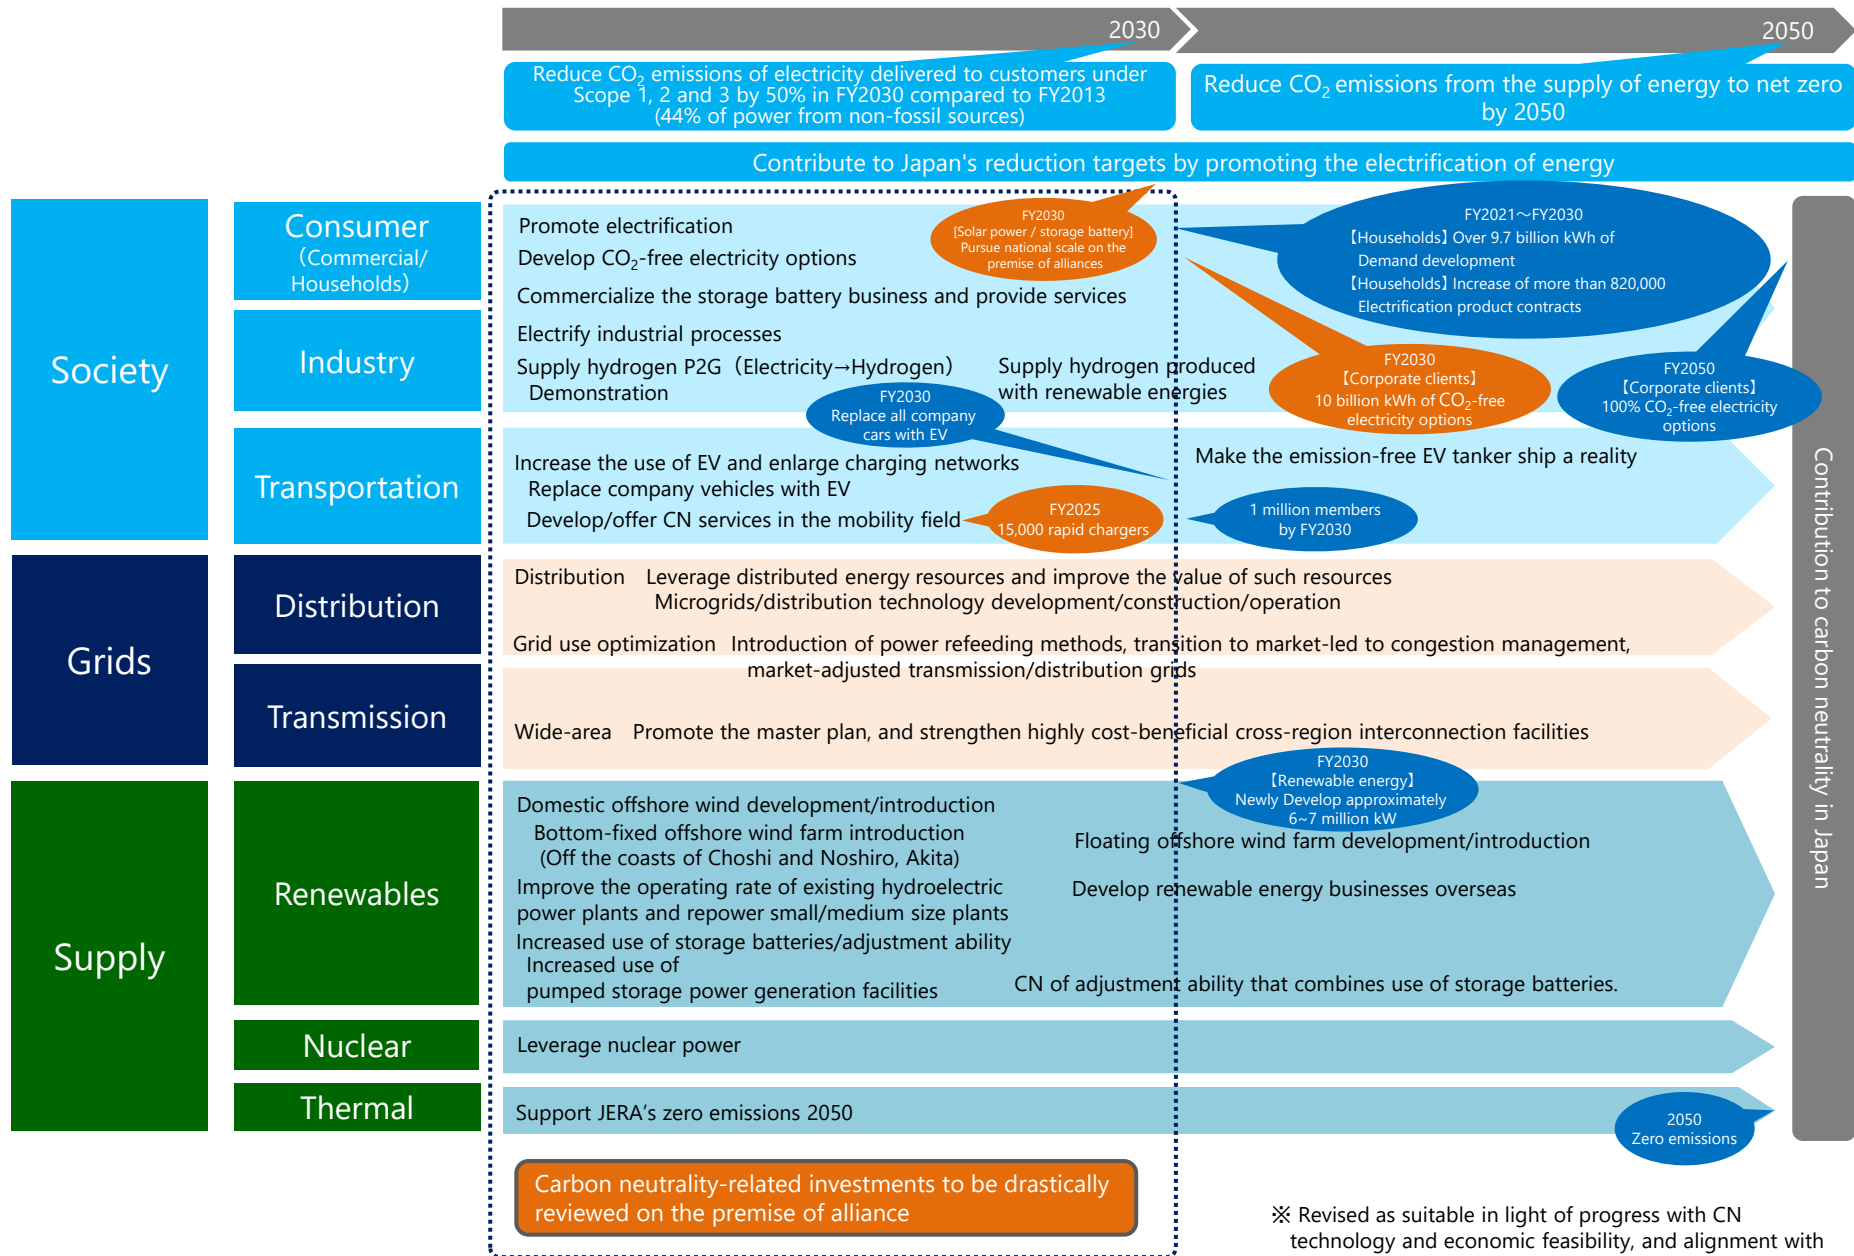 2030
2050
Reduce CO2 emissions of electricity delivered to customers under
Scope 1, 2 and 3 by 50% in FY2030 compared to FY2013
(44% of power from non-fossil sources)
Reduce CO2 emissions from the supply of energy to net zero
by 2050
Contribute to Japan's reduction targets by promoting the electrification of energy
Society
Consumer
（Commercial/
Households）
Promote electrification
Develop CO2-free electricity options
Commercialize the storage battery business and provide services
FY2030
[Solar power / storage battery]
Pursue national scale on the
premise of alliances
FY2021～FY2030
【Households】Over 9.7 billion kWh of
Demand development
【Households】Increase of more than 820,000
Electrification product contracts
Industry
Electrify industrial processes
Supply hydrogen P2G（Electricity→Hydrogen）
Demonstration
Supply hydrogen produced
with renewable energies
FY2030
【Corporate clients】
10 billion kWh of CO2-free
electricity options
FY2050
【Corporate clients】
100% CO2-free electricity
options
FY2030
Replace all company
cars with EV
Transportation
Increase the use of EV and enlarge charging networks
Replace company vehicles with EV
Develop/offer CN services in the mobility field
FY2025
15,000 rapid chargers
Make the emission-free EV tanker ship a reality
1 million members
by FY2030
Grids
Distribution
Distribution Leverage distributed energy resources and improve the value of such resources
Microgrids/distribution technology development/construction/operation
Grid use optimization Introduction of power refeeding methods, transition to market-led to congestion management,
market-adjusted transmission/distribution grids
Transmission
Wide-area Promote the master plan, and strengthen highly cost-beneficial cross-region interconnection facilities
Supply
Renewables
FY2030
【Renewable energy】
Newly Develop approximately
6~7 million kW
Domestic offshore wind development/introduction
Bottom-fixed offshore wind farm introduction
(Off the coasts of Choshi and Noshiro, Akita)
Floating offshore wind farm development/introduction
Improve the operating rate of existing hydroelectric
power plants and repower small/medium size plants
Develop renewable energy businesses overseas
Increased use of storage batteries/adjustment ability
Increased use of
pumped storage power generation facilities
CN of adjustment ability that combines use of storage batteries.
Nuclear
Leverage nuclear power
Thermal
Support JERA's zero emissions 2050
2050
Zero emissions
Contribution to carbon neutrality in Japan
Carbon neutrality-related investments to be drastically
reviewed on the premise of alliance
※ Revised as suitable in light of progress with CN
technology and economic feasibility, and alignment with